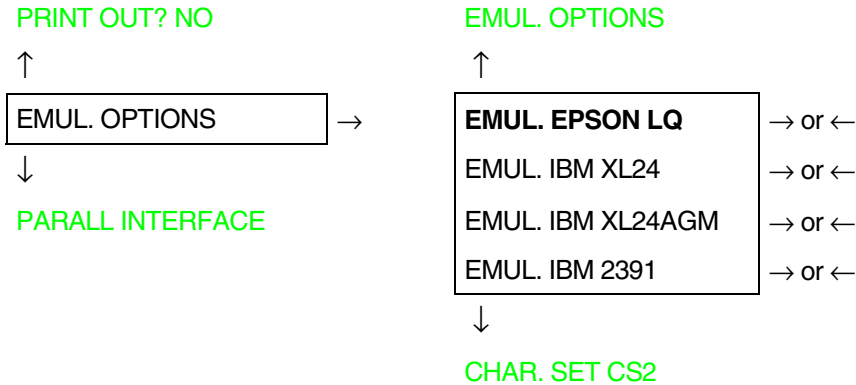 PRINT OUT? NO
↑
EMUL. OPTIONS →
↓
PARALL INTERFACE
EMUL. OPTIONS
↑
EMUL. EPSON LQ → or ←
EMUL. IBM XL24 → or ←
EMUL. IBM XL24AGM → or ←
EMUL. IBM 2391 → or ←
↓
CHAR. SET CS2